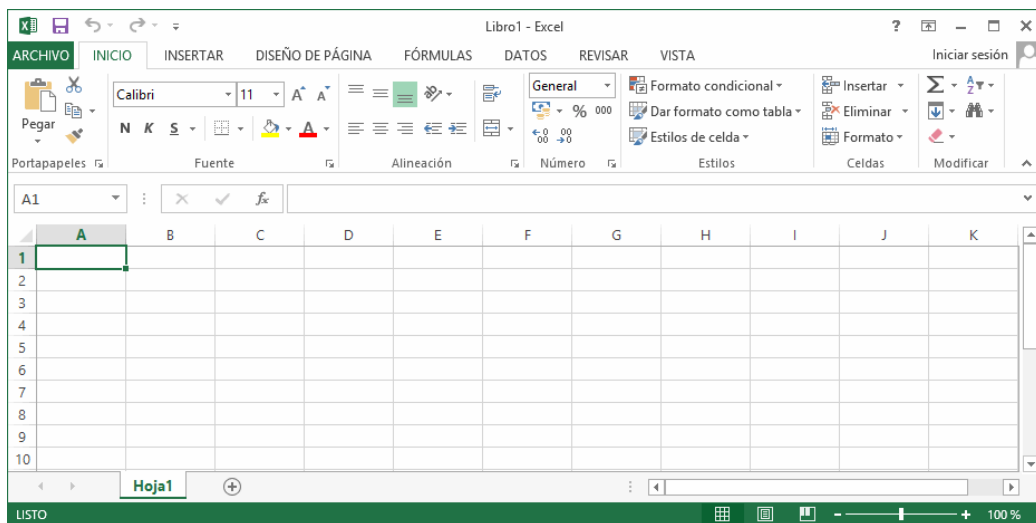 Libro1 - Excel ?
ARCHIVO INICIO INSERTAR DISEÑO DE PÁGINA FÓRMULAS DATOS REVISAR VISTA Iniciar sesión
Pegar
Calibri 11 A A
N K S A
General
% 000
Formato condicional
Dar formato como tabla
Estilos de celda
Insertar
Eliminar
Formato
Σ
Portapapeles Fuente Alineación Número Estilos Celdas Modificar
A1 fx
A B C D E F G H I J K
1
2
3
4
5
6
7
8
9
10
Hoja1
LISTO 100 %